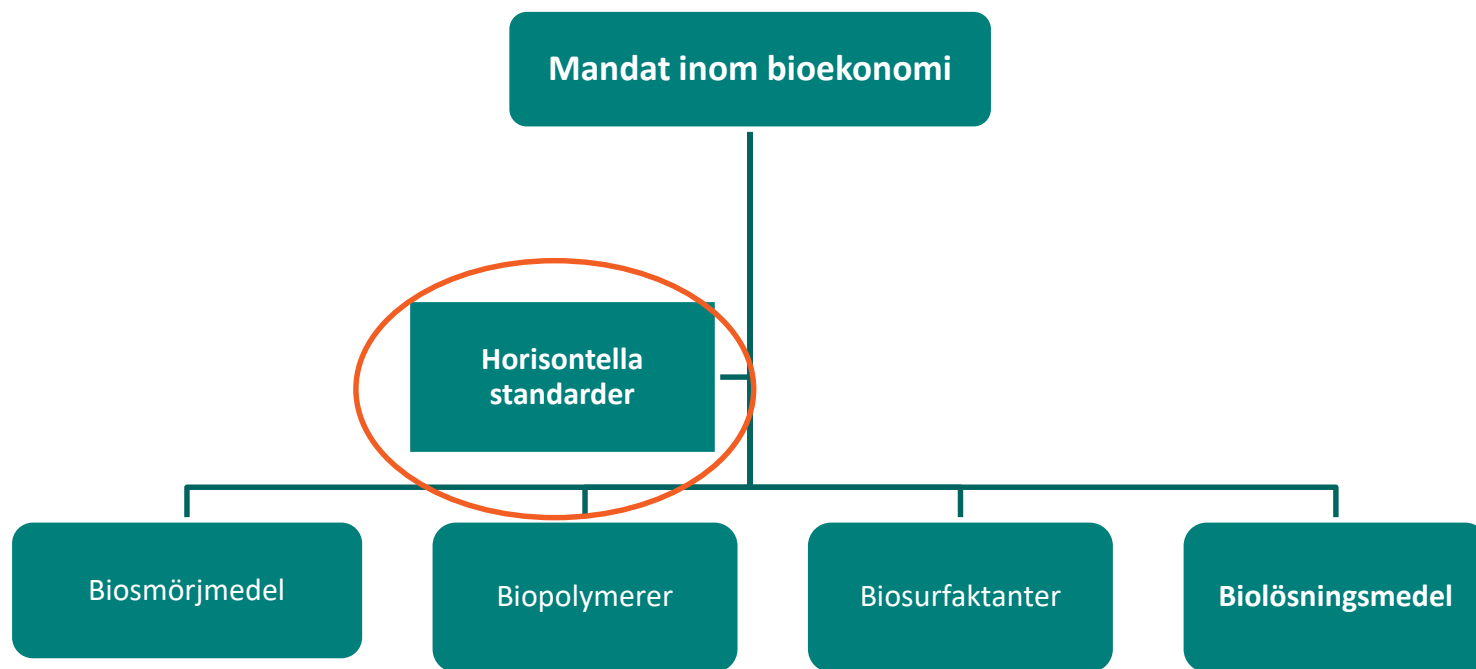 Mandat inom bioekonomi
Horisontella
standarder
Biosmörjmedel
Biopolymerer
Biosurfaktanter
Biolösningsmedel